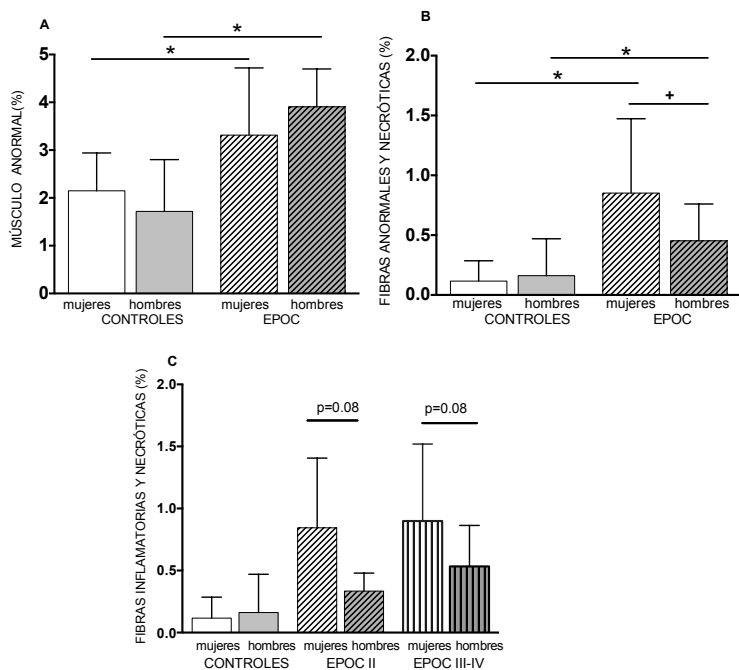 A
MÚSCULO ANORMAL(%)
5
4
3
2
1
0
*
*
mujeres hombres mujeres hombres
CONTROLES EPOC
B
FIBRAS ANORMALES Y NECRÓTICAS (%)
2.0
1.5
1.0
0.5
0.0
*
*
+
mujeres hombres mujeres hombres
CONTROLES EPOC
C
FIBRAS INFLAMATORIAS Y NECRÓTICAS (%)
2.0
1.5
1.0
0.5
0.0
p=0.08 p=0.08
mujeres hombres mujeres hombres mujeres hombres
CONTROLES EPOC II EPOC III-IV